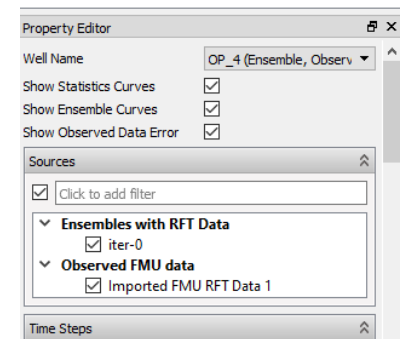 Property Editor
Well Name OP_4 (Ensemble, Observ
Show Statistics Curves
Show Ensemble Curves
Show Observed Data Error
Sources
Click to add filter
Ensembles with RFT Data
iter-0
Observed FMU data
Imported FMU RFT Data 1
Time Steps